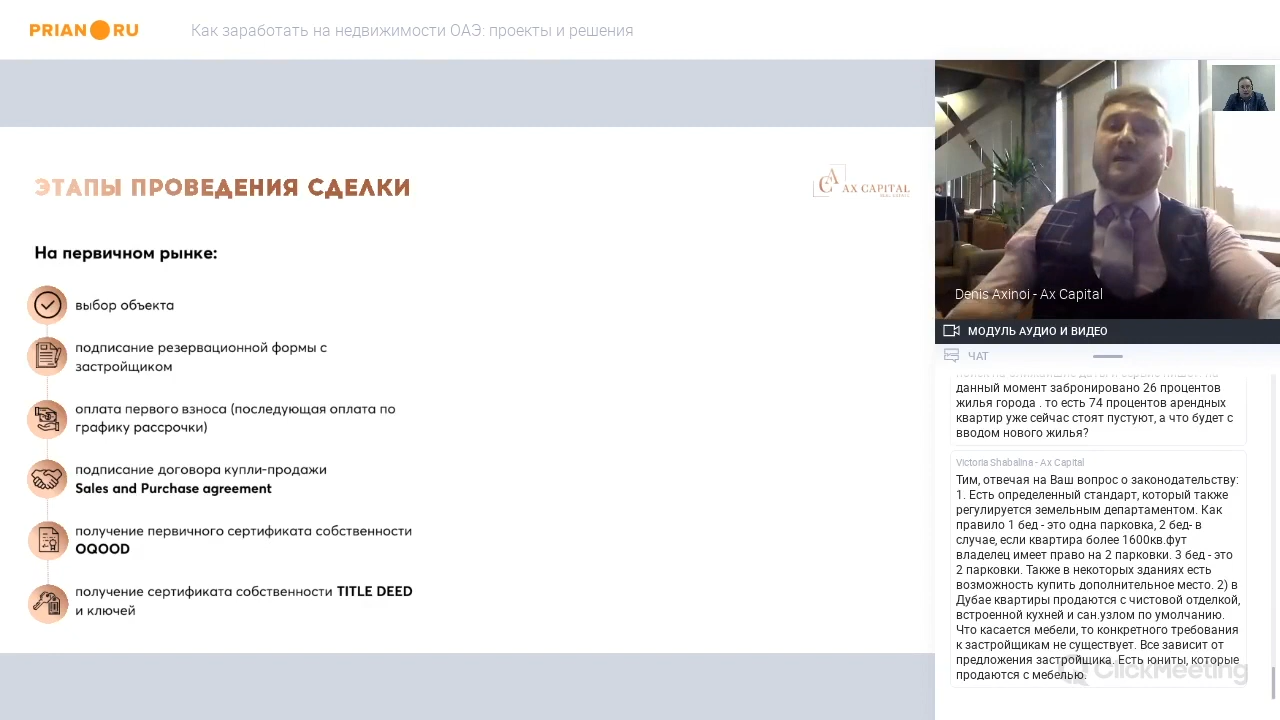 PRIAN RU
Как заработать на недвижимости ОАЭ: проекты и решения
ЭТАПЫ ПРОВЕДЕНИЯ СДЕЛКИ
AX CAPITAL
На первичном рынке:
выбор объекта
подписание резервационной формы с
застройщиком
оплата первого взноса (последующая оплата по
графику рассрочки)
подписание договора купли-продажи
Sales and Purchase agreement
получение первичного сертификата собственности
OQOOD
получение сертификата собственности TITLE DEED
и ключей
Denis Axinoi - Ax Capital
МОДУЛЬ АУДИО И ВИДЕО
ЧАТ
данный момент забронировано 26 процентов
жилья города . то есть 74 процентов арендных
квартир уже сейчас стоят пустуют, а что будет с
вводом нового жилья?
Victoria Shabalina - Ax Capital
Тим, отвечая на Ваш вопрос о законодательству:
1. Есть определенный стандарт, который также
регулируется земельным департаментом. Как
правило 1 бед - это одна парковка, 2 бед- в
случае, если квартира более 1600кв.фут
владелец имеет право на 2 парковки. 3 бед - это
2 парковки. Также в некоторых зданиях есть
возможность купить дополнительное место. 2) в
Дубае квартиры продаются с чистовой отделкой,
встроенной кухней и сан.узлом по умолчанию.
Что касается мебели, то конкретного требования
к застройщикам не существует. Все зависит от
предложения застройщика. Есть юниты, которые
продаются с мебелью.
ClickMeeting